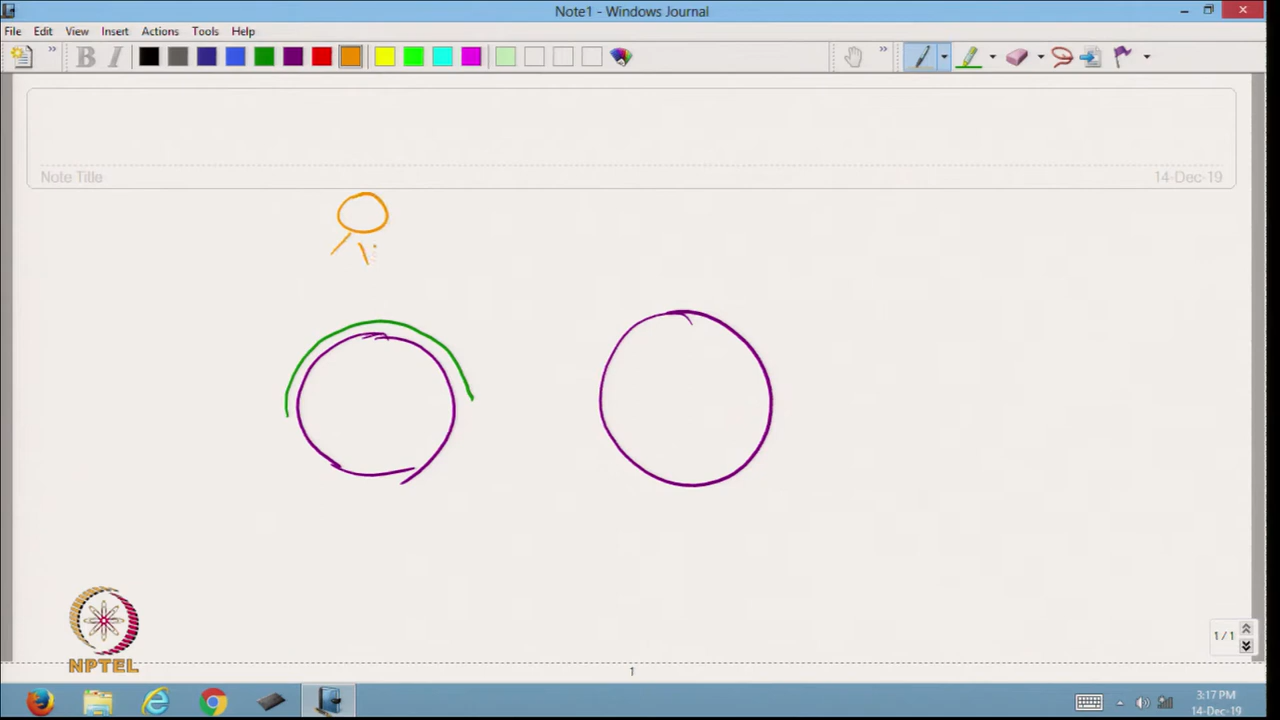 Note1 - Windows Journal
File Edit View Insert Actions Tools Help
B I
Note Title
14-Dec-19
1 / 1
NPTEL
1
3:17 PM
14-Dec-19